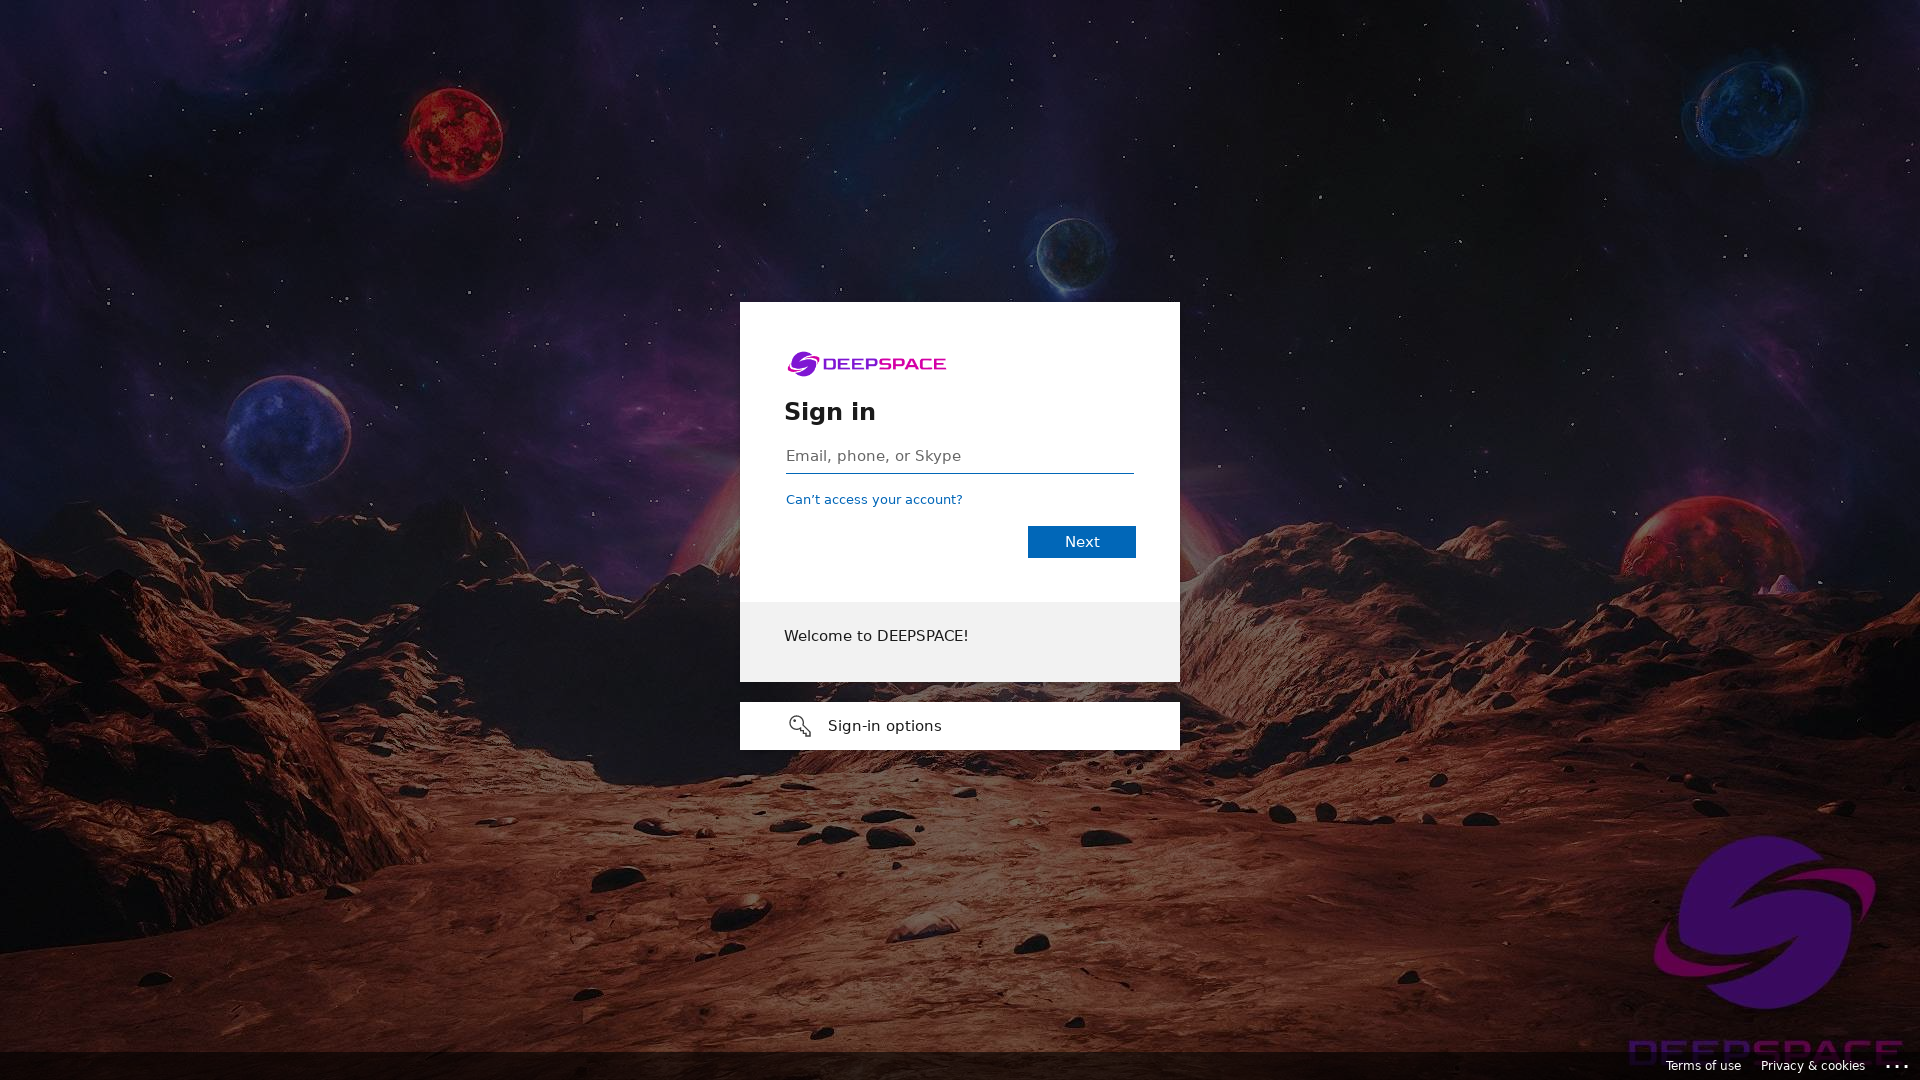 DEEPSPACE
Sign in
Email, phone, or Skype
Can’t access your account?
Next
Welcome to DEEPSPACE!
Sign-in options
DEEPSPACE
Terms of use
Privacy & cookies
...